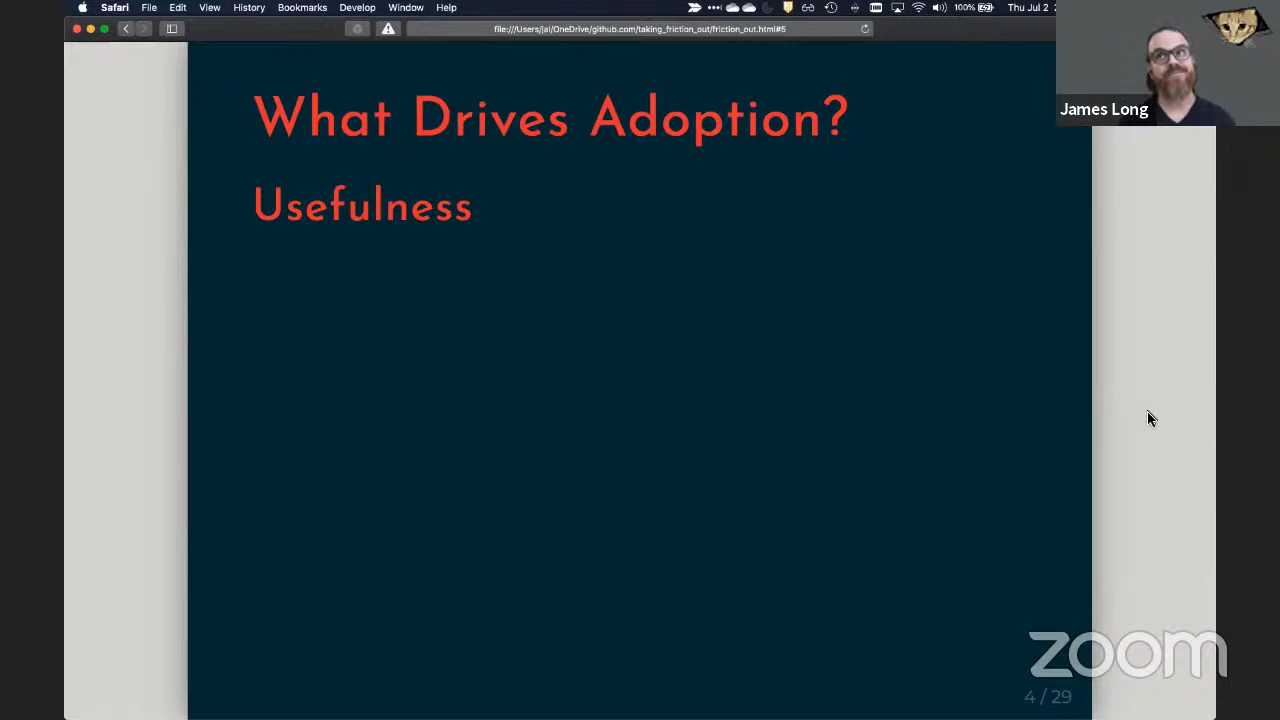 Safari File Edit View History Bookmarks Develop Window Help 100% Thu Jul 2
file:///Users/jal/OneDrive/github.com/taking_friction_out/friction_out.html#5
James Long
What Drives Adoption?
Usefulness
zoom
4 / 29